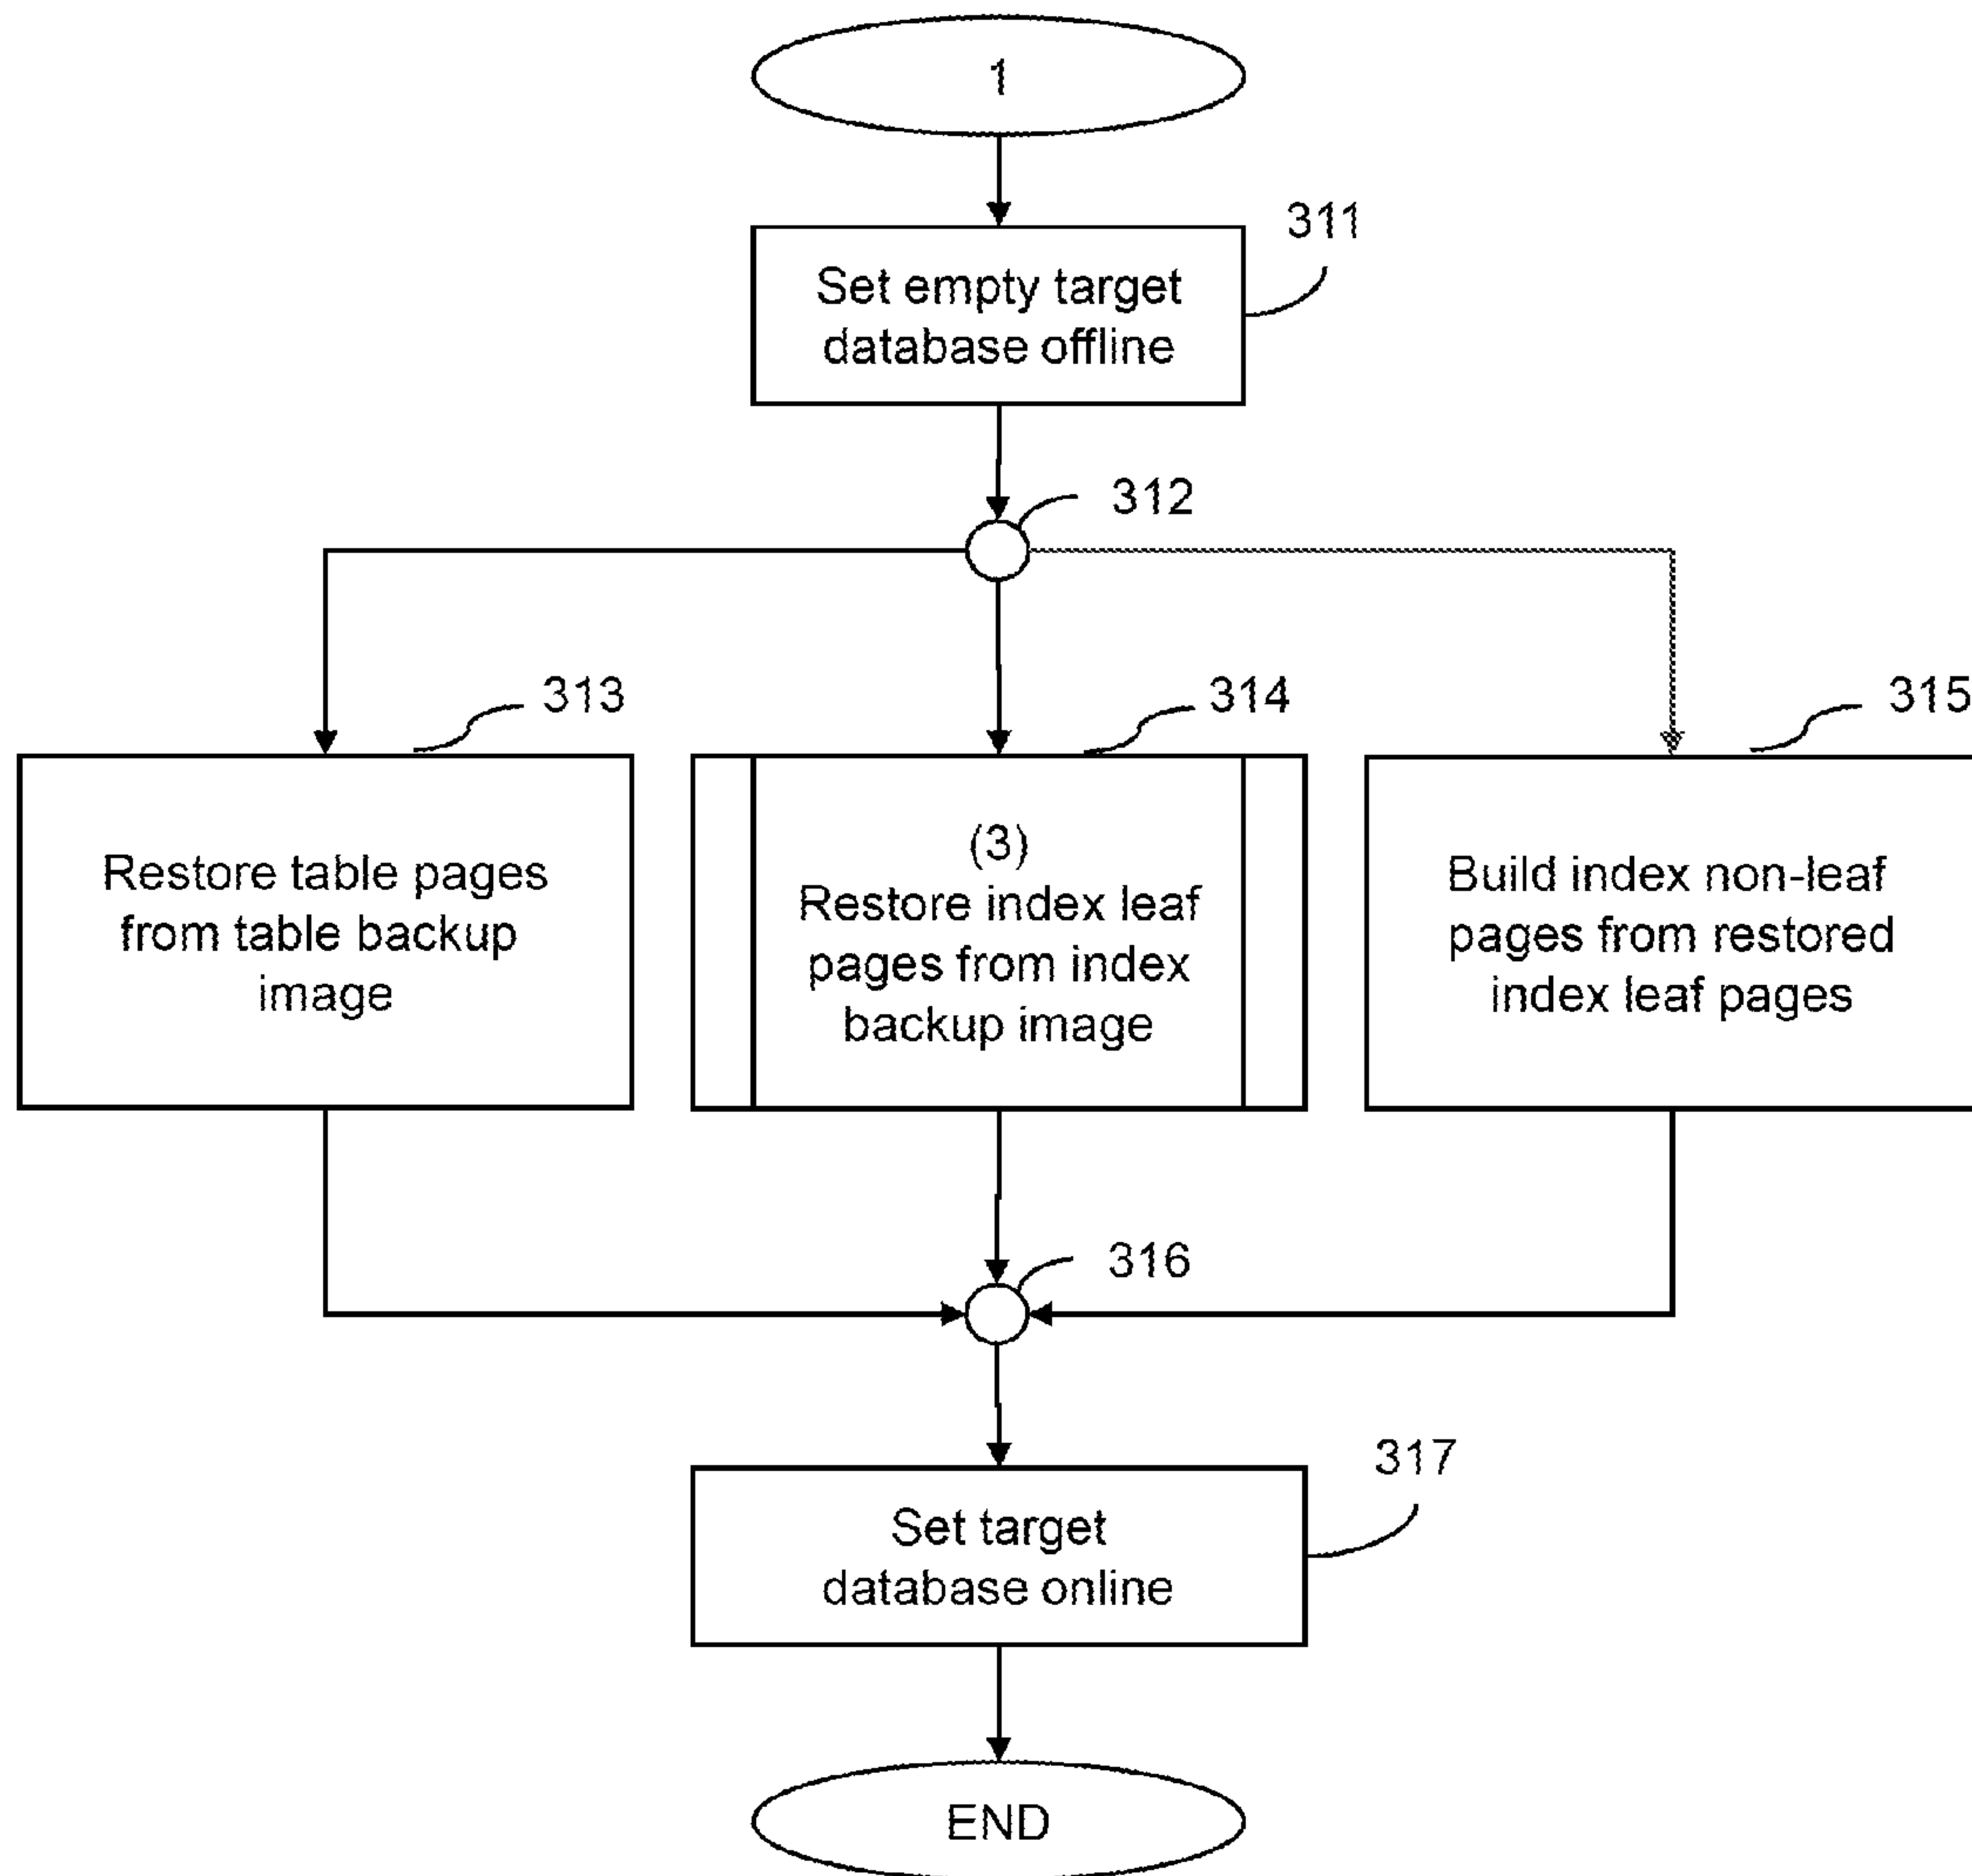 1
311
Set empty target
database offline
312
313
314
315
Restore table pages
from table backup
image
(3)
Restore index leaf
pages from index
backup image
Build index non-leaf
pages from restored
index leaf pages
316
317
Set target
database online
END